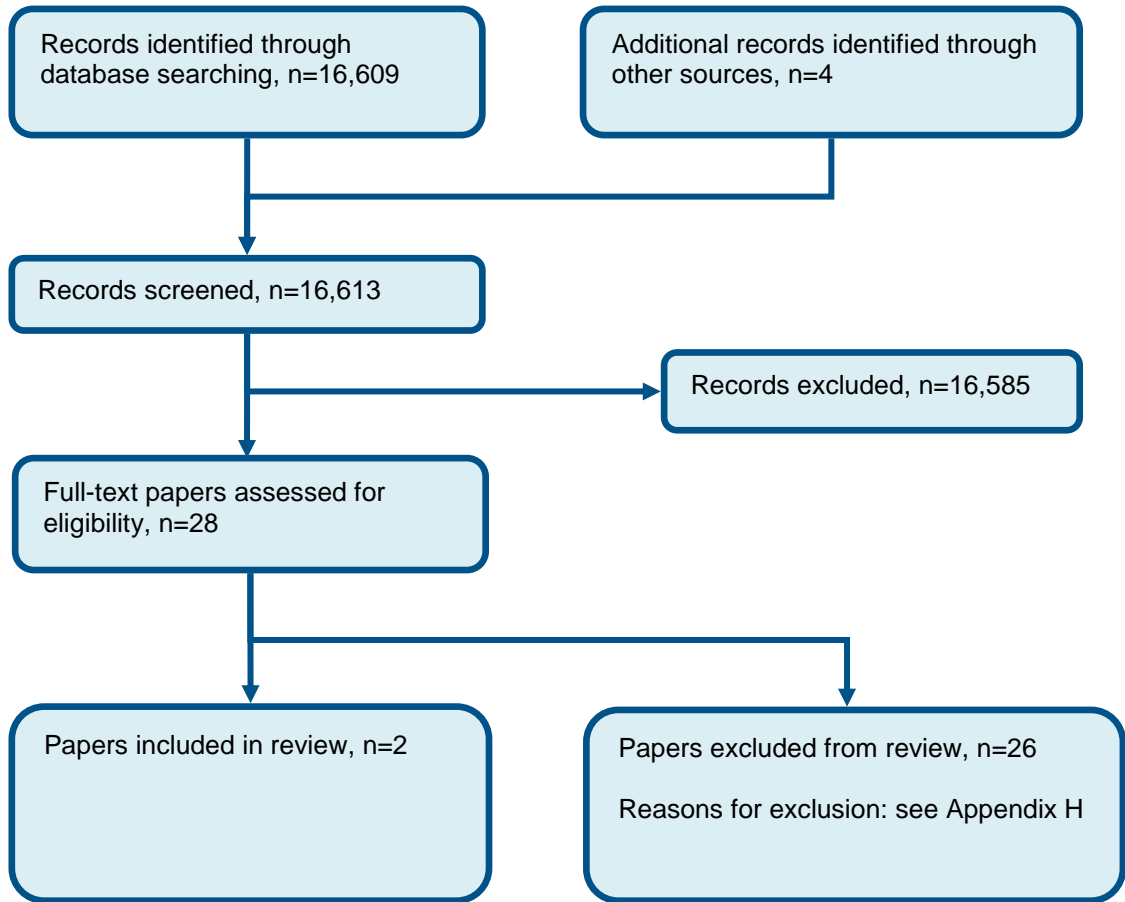 Records identified through
database searching, n=16,609
Additional records identified through
other sources, n=4
Records screened, n=16,613
Records excluded, n=16,585
Full-text papers assessed for
eligibility, n=28
Papers included in review, n=2
Papers excluded from review, n=26
Reasons for exclusion: see Appendix H